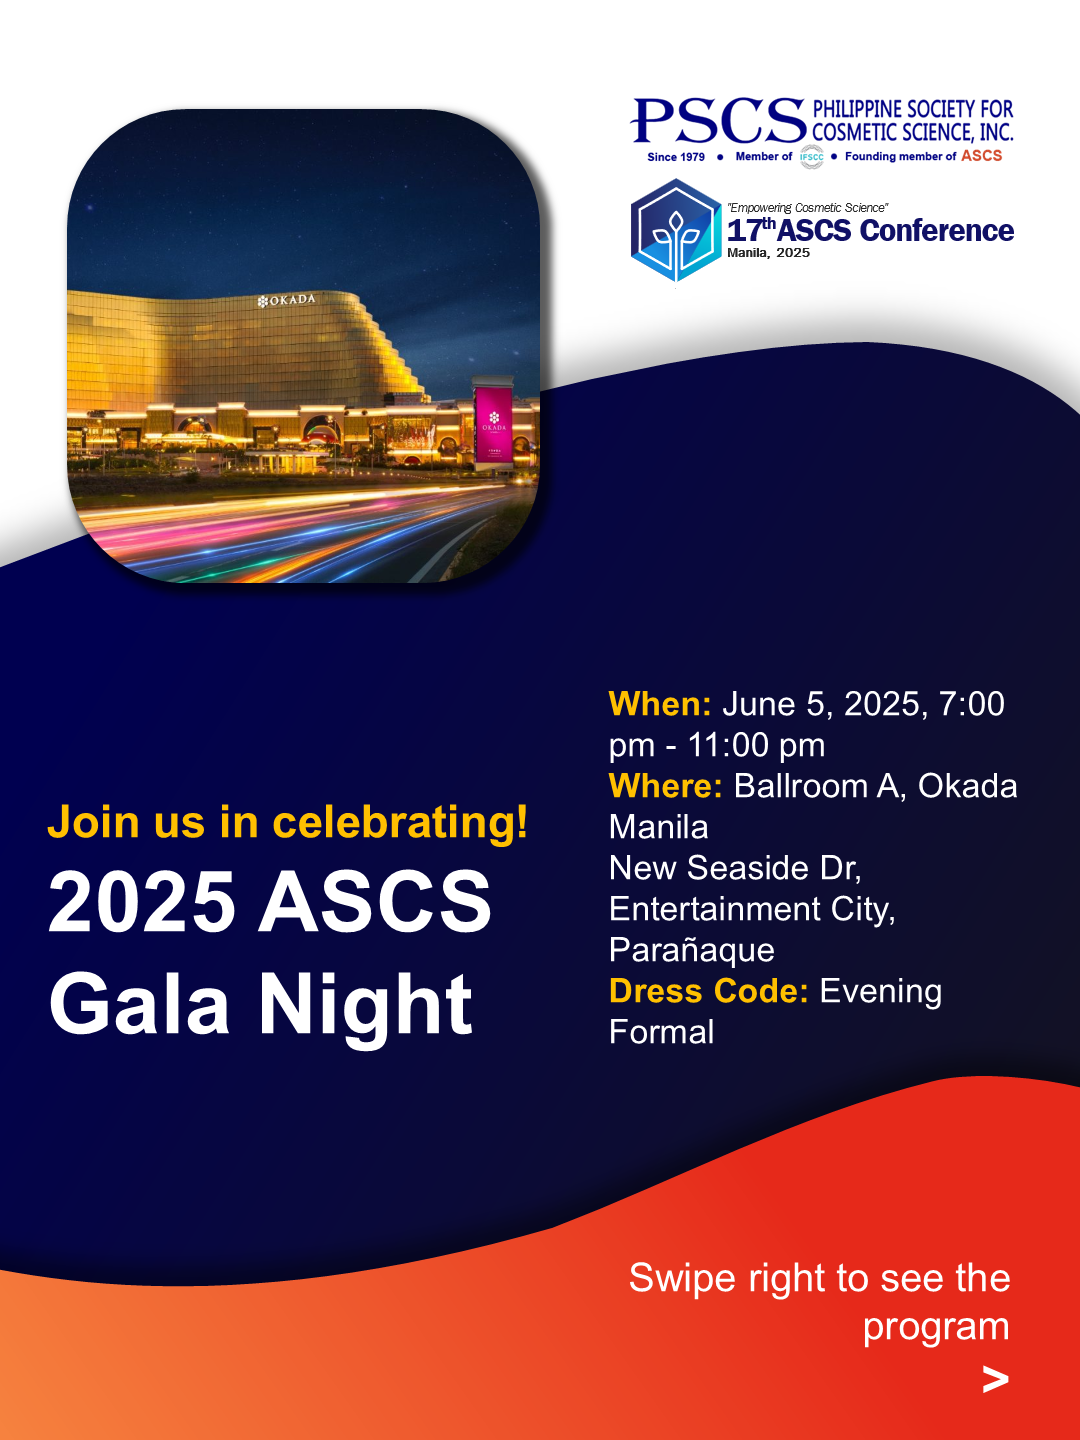 PSCS PHILIPPINE SOCIETY FOR
COSMETIC SCIENCE, INC.
Since 1979 • Member of IFSCC • Founding member of ASCS
"Empowering Cosmetic Science"
17th ASCS Conference
Manila, 2025
OKADA
OKADA
Join us in celebrating!
2025 ASCS
Gala Night
When: June 5, 2025, 7:00
pm - 11:00 pm
Where: Ballroom A, Okada
Manila
New Seaside Dr,
Entertainment City,
Parañaque
Dress Code: Evening
Formal
Swipe right to see the
program
>